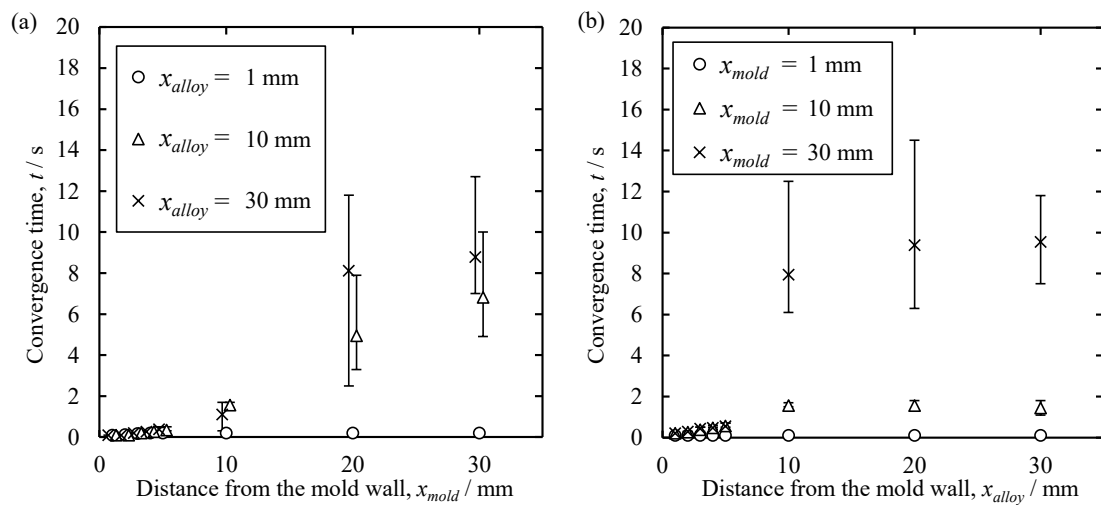 (a)
20
18
16
14
12
10
8
6
4
2
0
Convergence time, t / s
x_alloy = 1 mm
x_alloy = 10 mm
x_alloy = 30 mm
0 10 20 30
Distance from the mold wall, x_mold / mm
(b)
20
18
16
14
12
10
8
6
4
2
0
Convergence time, t / s
x_mold = 1 mm
x_mold = 10 mm
x_mold = 30 mm
0 10 20 30
Distance from the mold wall, x_alloy / mm